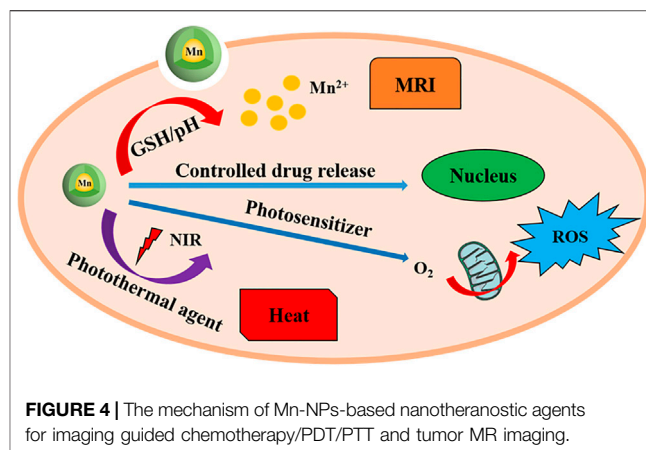 Mn
Mn
Mn²⁺
MRI
GSH/pH
Controlled drug release
Nucleus
Photosensitizer
NIR
Photothermal agent
O₂
ROS
Heat
FIGURE 4 | The mechanism of Mn-NPs-based nanotheranostic agents
for imaging guided chemotherapy/PDT/PTT and tumor MR imaging.